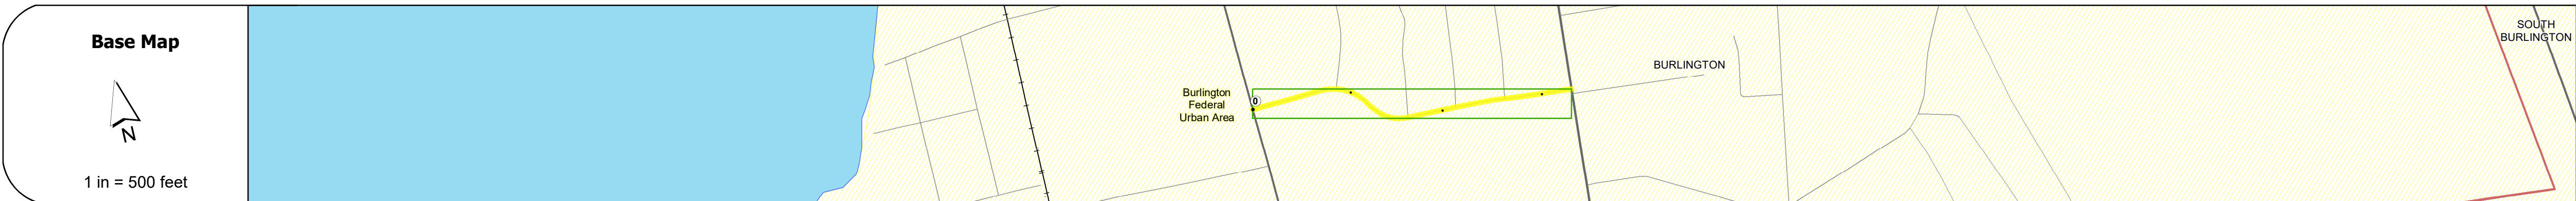 Base Map
N
1 in = 500 feet
Burlington
Federal
Urban Area
0
BURLINGTON
SOUTH
BURLINGTON